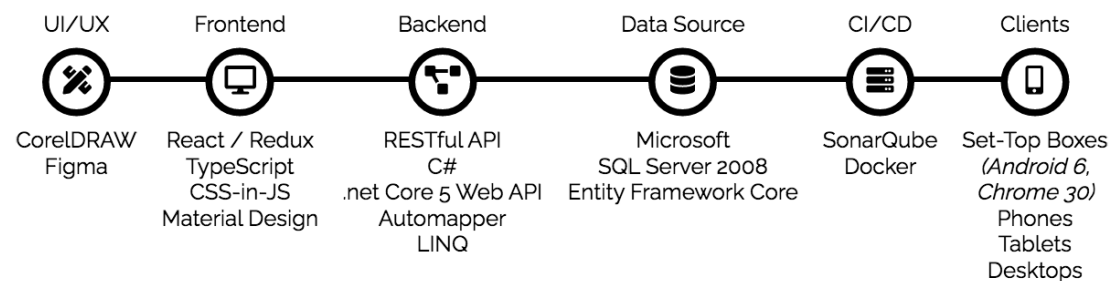 UI/UX
CorelDRAW
Figma
Frontend
React / Redux
TypeScript
CSS-in-JS
Material Design
Backend
RESTful API
C#
.net Core 5 Web API
Automapper
LINQ
Data Source
Microsoft
SQL Server 2008
Entity Framework Core
CI/CD
SonarQube
Docker
Clients
Set-Top Boxes
(Android 6,
Chrome 30)
Phones
Tablets
Desktops